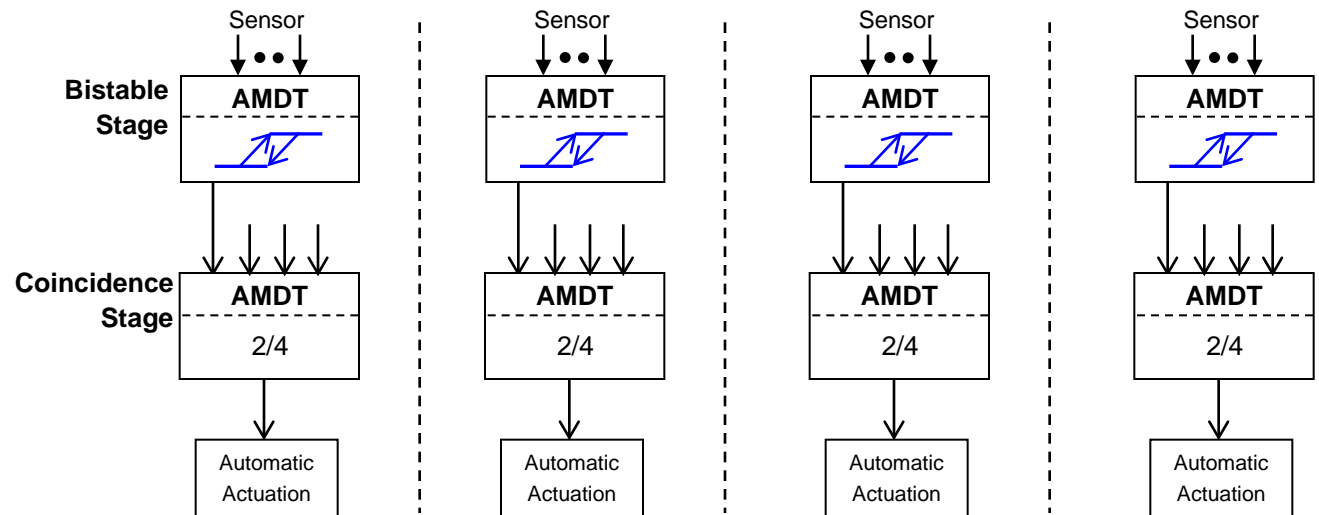 Sensor
Sensor
Sensor
Sensor
Bistable
Stage
AMDT
AMDT
AMDT
AMDT
Coincidence
Stage
AMDT
AMDT
AMDT
AMDT
2/4
2/4
2/4
2/4
Automatic
Actuation
Automatic
Actuation
Automatic
Actuation
Automatic
Actuation